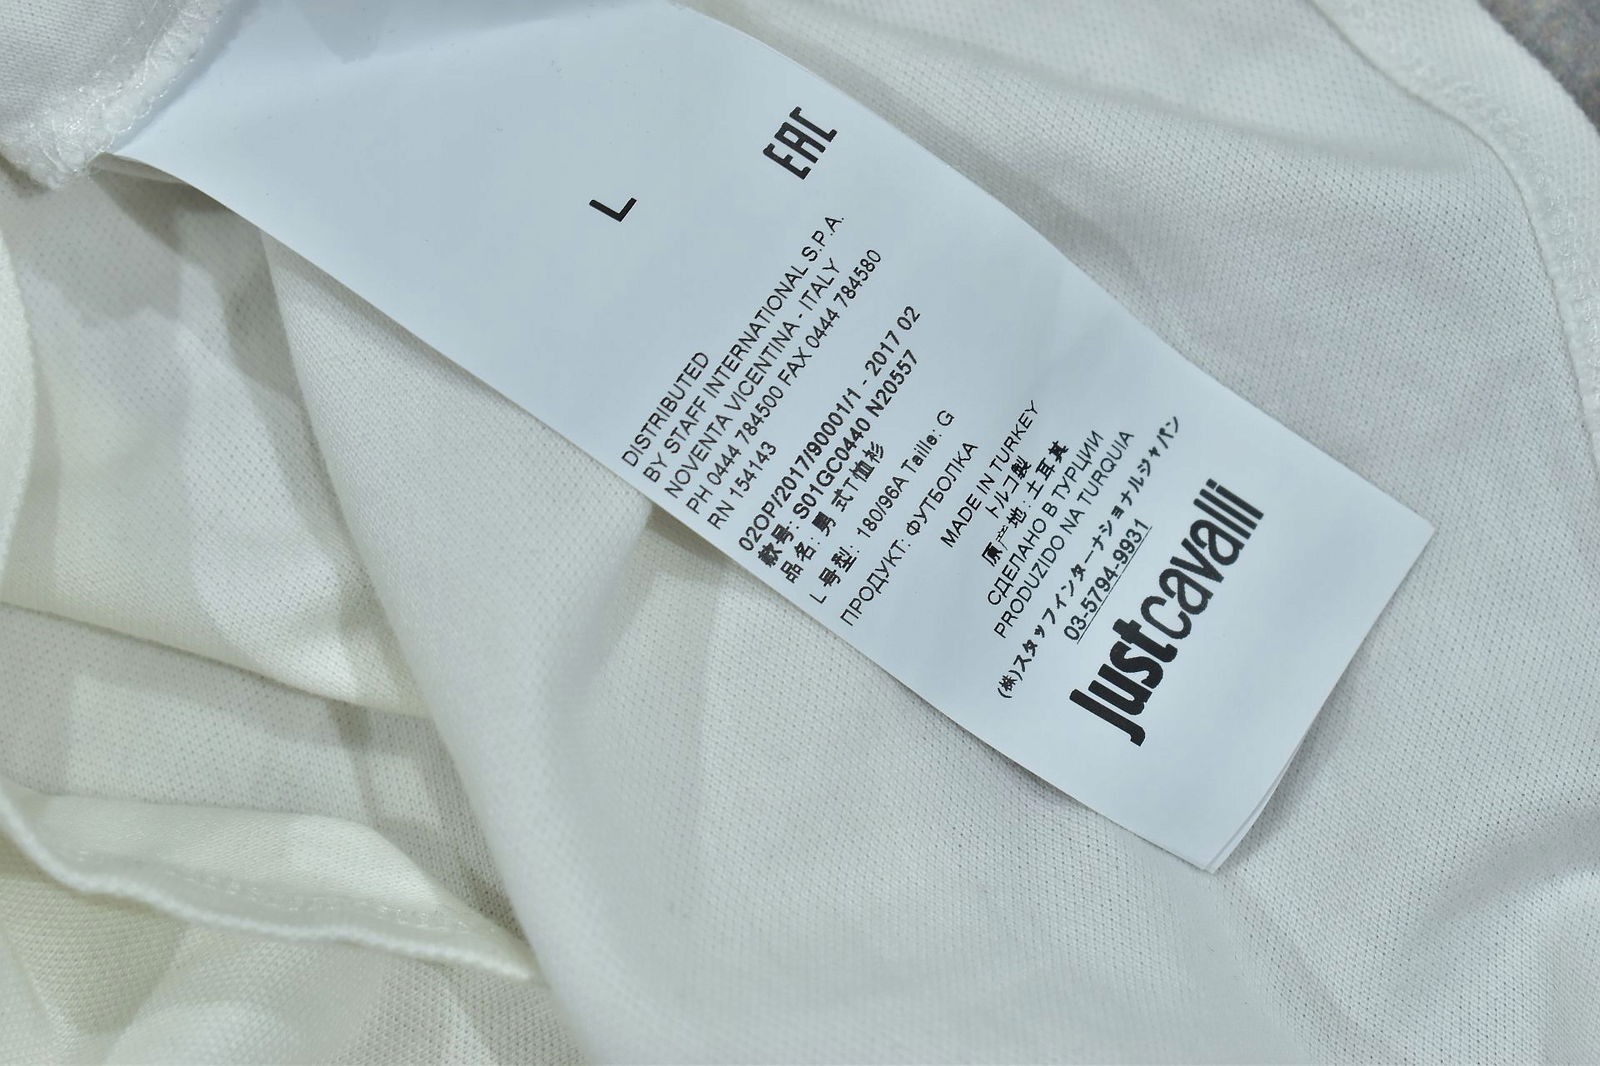 EAC
L
DISTRIBUTED
BY STAFF INTERNATIONAL S.P.A.
NOVENTA VICENTINA - ITALY
PH 0444 784500 FAX 0444 784580
RN 154143
02OP/2017/90001/1 - 2017 02
款号: S01GC0440 N20557
品名: 男 式T恤衫
L 号型: 180/96A Taille: G
ПРОДУКТ: ФУТБОЛКА
MADE IN TURKEY
トルコ製
原产地: 土耳其
СДЕЛАНО В ТУРЦИИ
PRODUZIDO NA TURQUIA
(株)スタッフインターナショナルジャパン
03-5794-9931
Just cavalli